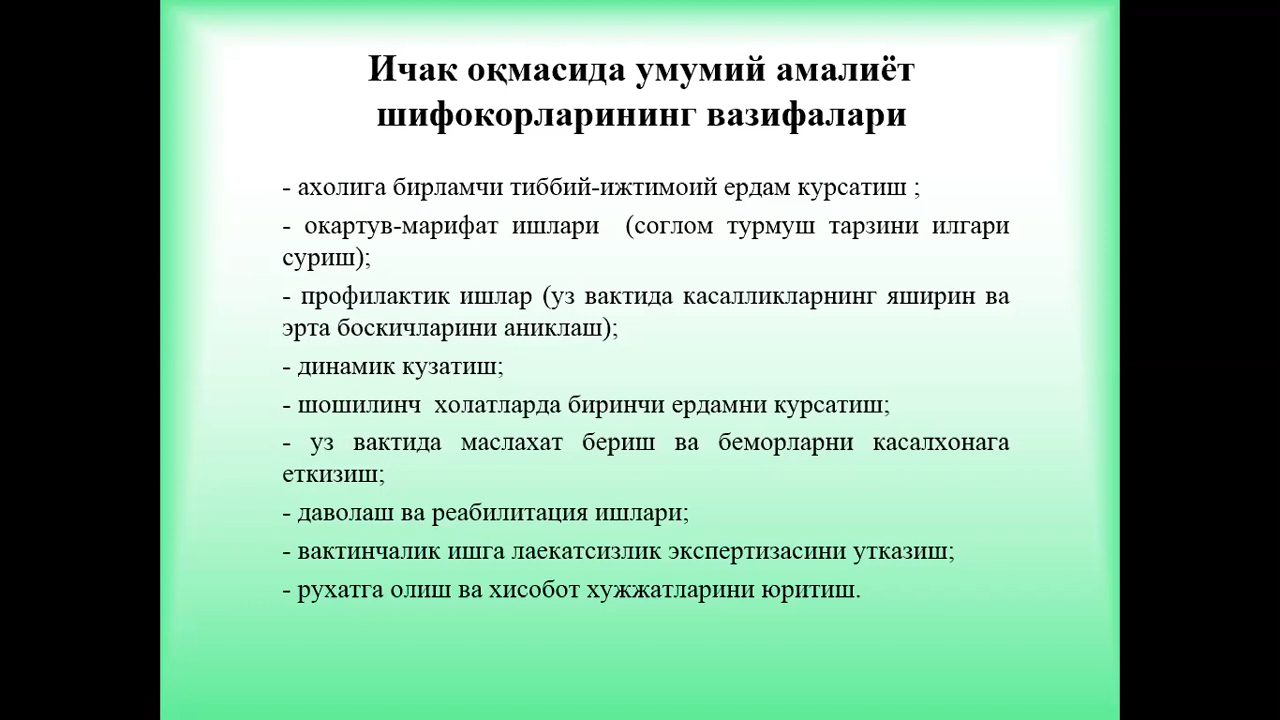 Ичак оқмасида умумий амалиёт
шифокорларининг вазифалари
- ахолига бирламчи тиббий-ижтимоий ердам курсатиш ;
- окартув-марифат ишлари (соглом турмуш тарзини илгари
суриш);
- профилактик ишлар (уз вактида касалликларнинг яширин ва
эрта боскичларини аниклаш);
- динамик кузатиш;
- шошилинч холатларда биринчи ердамни курсатиш;
- уз вактида маслахат бериш ва беморларни касалхонага
етказиш;
- даволаш ва реабилитация ишлари;
- вактинчалик ишга лаекатсизлик экспертизасини утказиш;
- рухатга олиш ва хисобот хужжатларини юритиш.